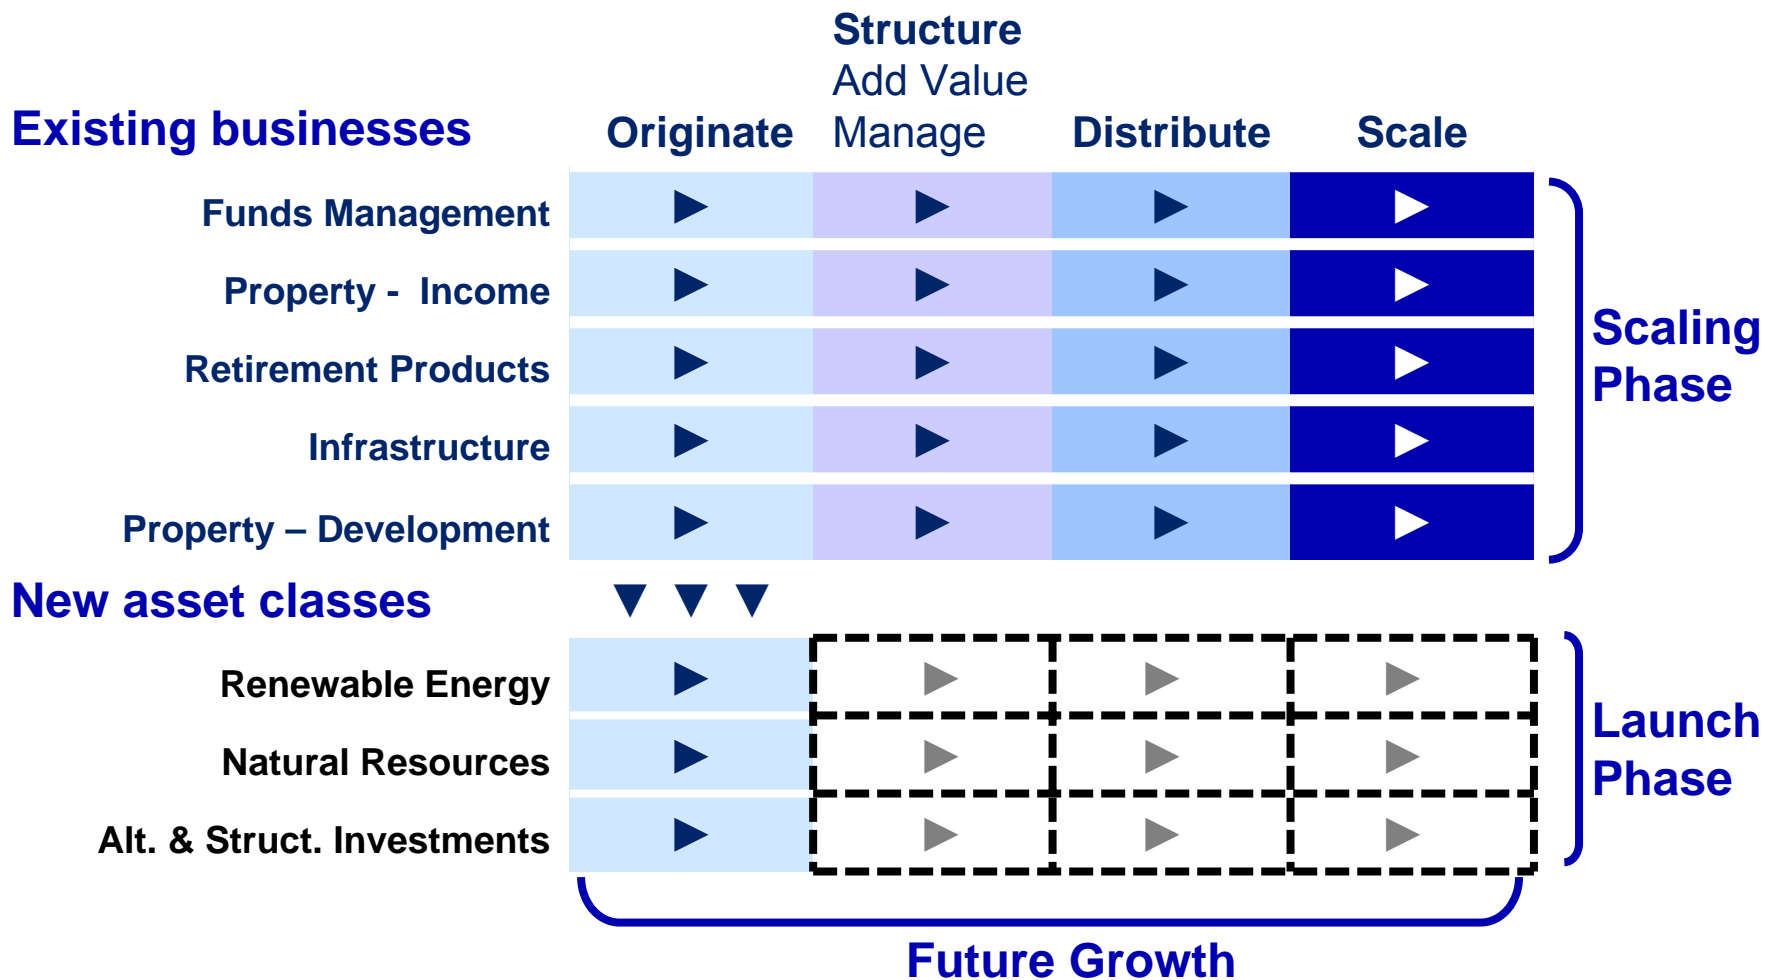 Structure
Add Value
Existing businesses Originate Manage Distribute Scale
Funds Management
Property - Income
Retirement Products
Infrastructure
Property – Development
Scaling
Phase
New asset classes
Renewable Energy
Natural Resources
Alt. & Struct. Investments
Launch
Phase
Future Growth